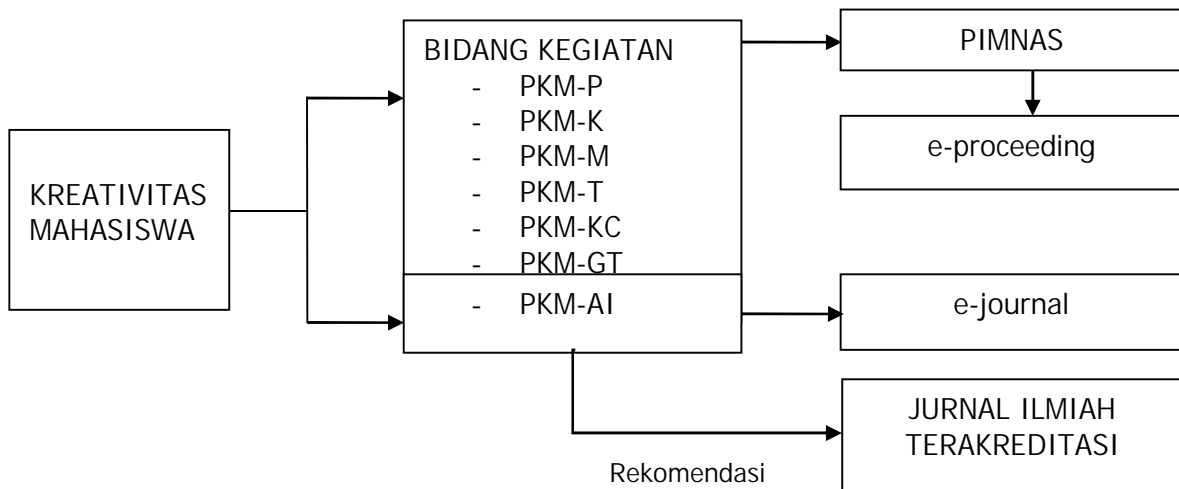 KREATIVITAS
MAHASISWA
BIDANG KEGIATAN
- PKM-P
- PKM-K
- PKM-M
- PKM-T
- PKM-KC
- PKM-GT
- PKM-AI
PIMNAS
e-proceeding
e-journal
JURNAL ILMIAH
TERAKREDITASI
Rekomendasi